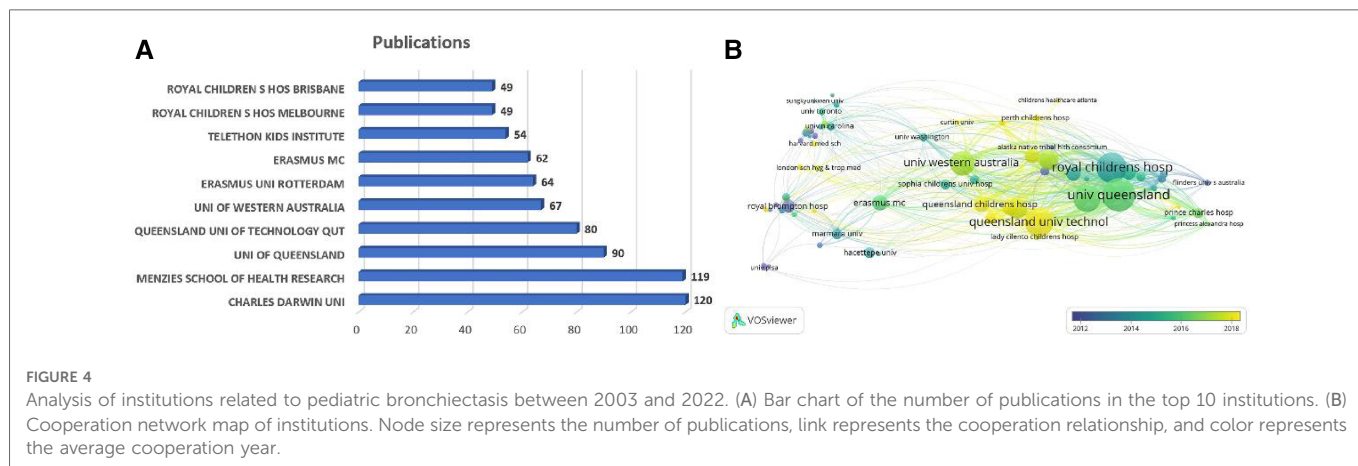 A
Publications
ROYAL CHILDREN S HOS BRISBANE 49
ROYAL CHILDREN S HOS MELBOURNE 49
TELETHON KIDS INSTITUTE 54
ERASMUS MC 62
ERASMUS UNI ROTTERDAM 64
UNI OF WESTERN AUSTRALIA 67
QUEENSLAND UNI OF TECHNOLOGY QUT 80
UNI OF QUEENSLAND 90
MENZIES SCHOOL OF HEALTH RESEARCH 119
CHARLES DARWIN UNI 120
0 20 40 60 80 100 120
B
sungkyunkwan univ
childrens healthcare atlanta
univ toronto
perth childrens hosp
curtin univ
univ n carolina
univ washington
harvard med sch
alaska native tribal hlth consortium
univ western australia
royal childrens hosp
london sch hyg & trop med
sophia childrens univ hosp
flinders univ s australia
univ queensland
royal brompton hosp
erasmus mc
queensland childrens hosp
prince charles hosp
queensland univ technol
princess alexandra hosp
marmara univ
lady cilento childrens hosp
hacettepe univ
univ pisa
VOSviewer
2012 2014 2016 2018
FIGURE 4
Analysis of institutions related to pediatric bronchiectasis between 2003 and 2022. (A) Bar chart of the number of publications in the top 10 institutions. (B)
Cooperation network map of institutions. Node size represents the number of publications, link represents the cooperation relationship, and color represents
the average cooperation year.